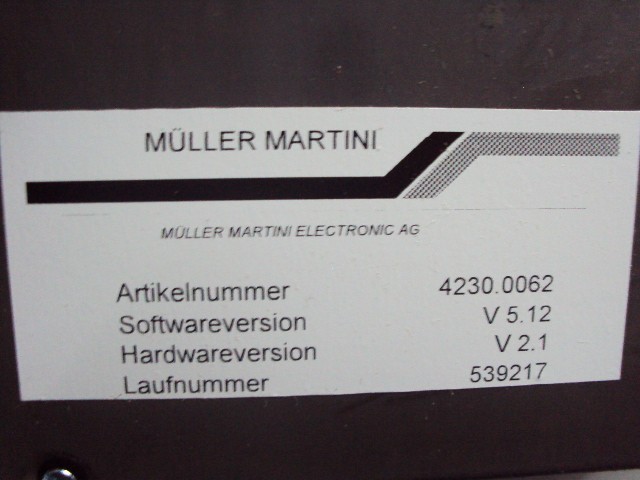 MÜLLER MARTINI
MÜLLER MARTINI ELECTRONIC AG
Artikelnummer 4230.0062
Softwareversion V 5.12
Hardwareversion V 2.1
Laufnummer 539217